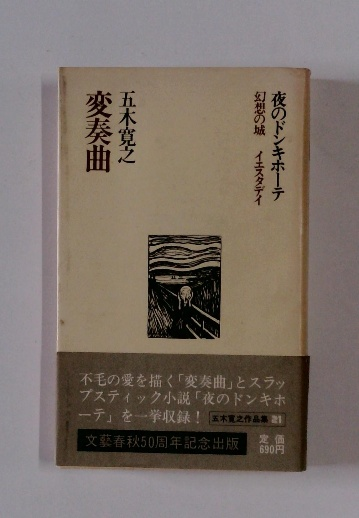 夜のドンキホーテ
幻想の城　イエスタデイ
五木寛之
変奏曲
不毛の愛を描く「変奏曲」とスラッ
プスティック小説「夜のドンキホ
ーテ」を一挙収録！ 五木寛之作品集 21
文藝春秋50周年記念出版
定価
690円